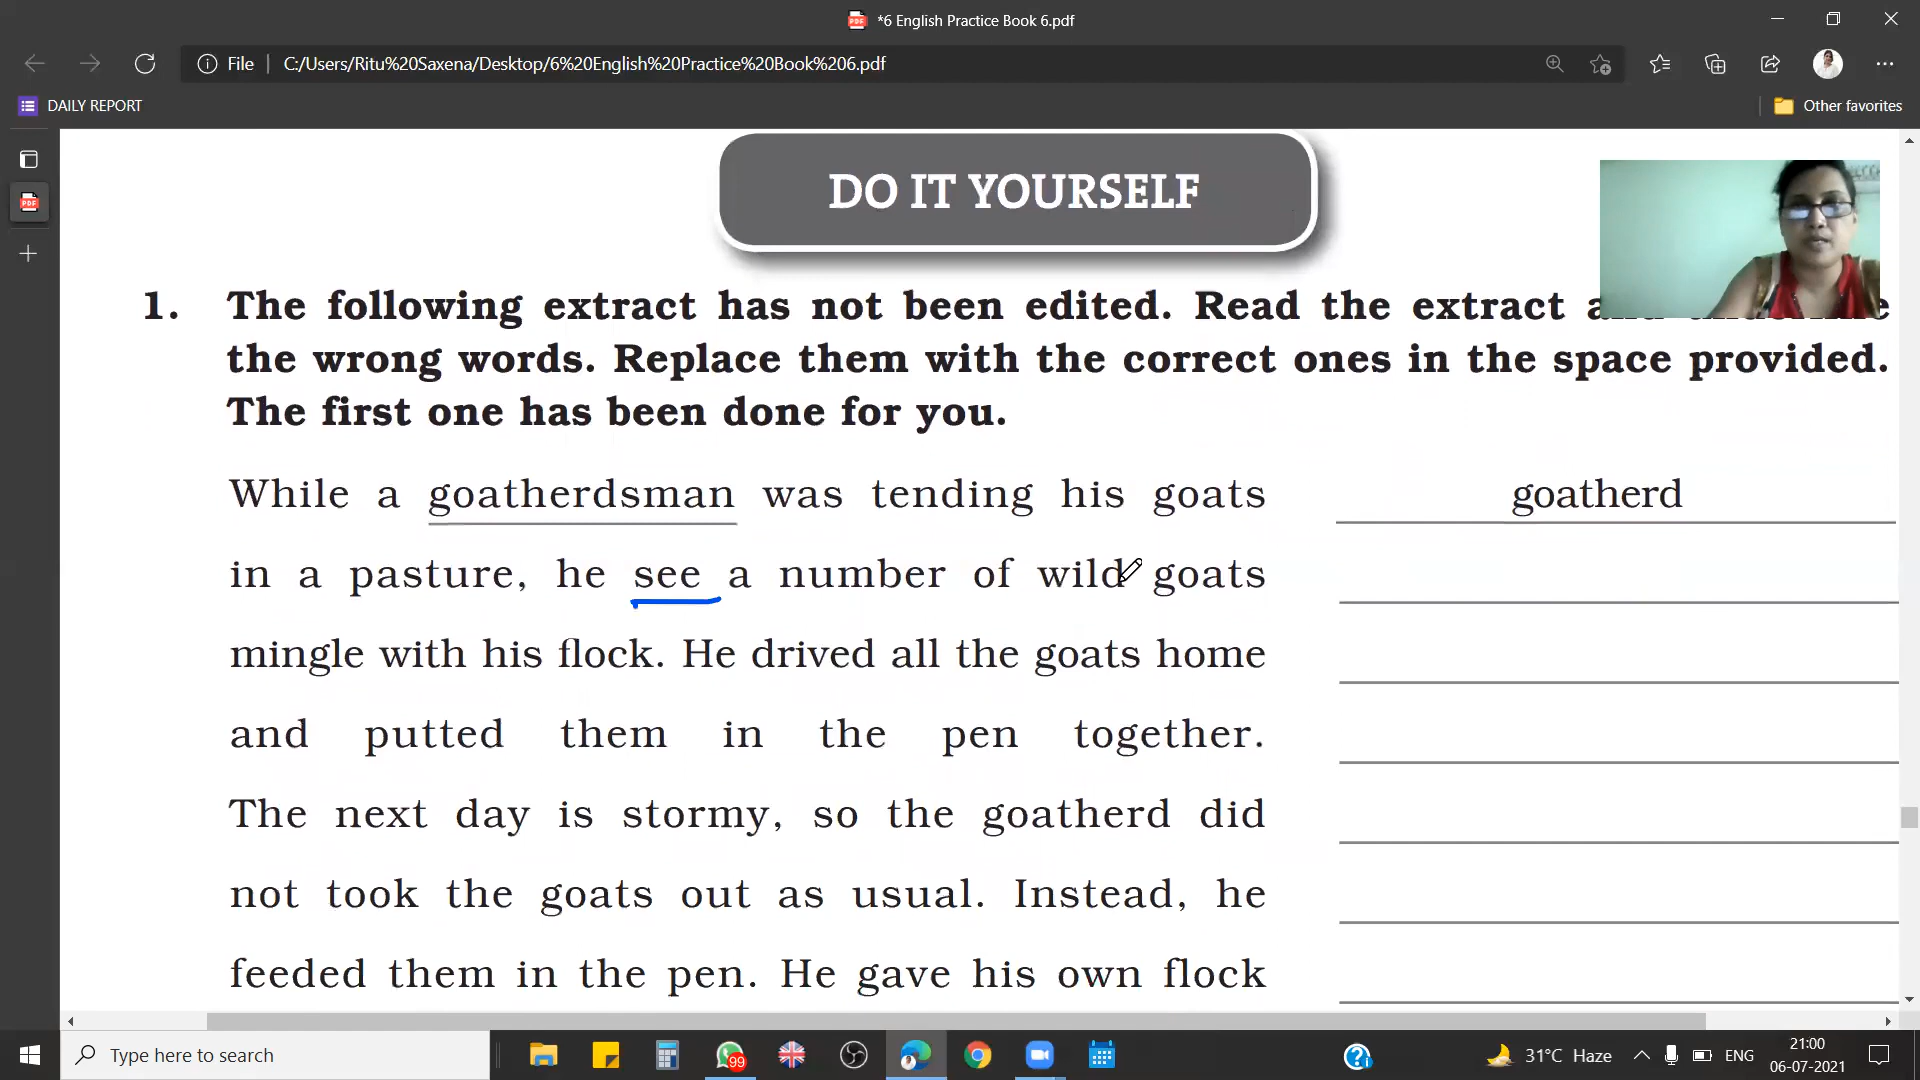 *6 English Practice Book 6.pdf
File | C:/Users/Ritu%20Saxena/Desktop/6%20English%20Practice%20Book%206.pdf
DAILY REPORT
Other favorites
DO IT YOURSELF
1. The following extract has not been edited. Read the extract
the wrong words. Replace them with the correct ones in the space provided.
The first one has been done for you.
While a goatherdsman was tending his goats goatherd
in a pasture, he see a number of wild goats
mingle with his flock. He drived all the goats home
and putted them in the pen together.
The next day is stormy, so the goatherd did
not took the goats out as usual. Instead, he
feeded them in the pen. He gave his own flock
Type here to search
99
31°C Haze
ENG
21:00
06-07-2021